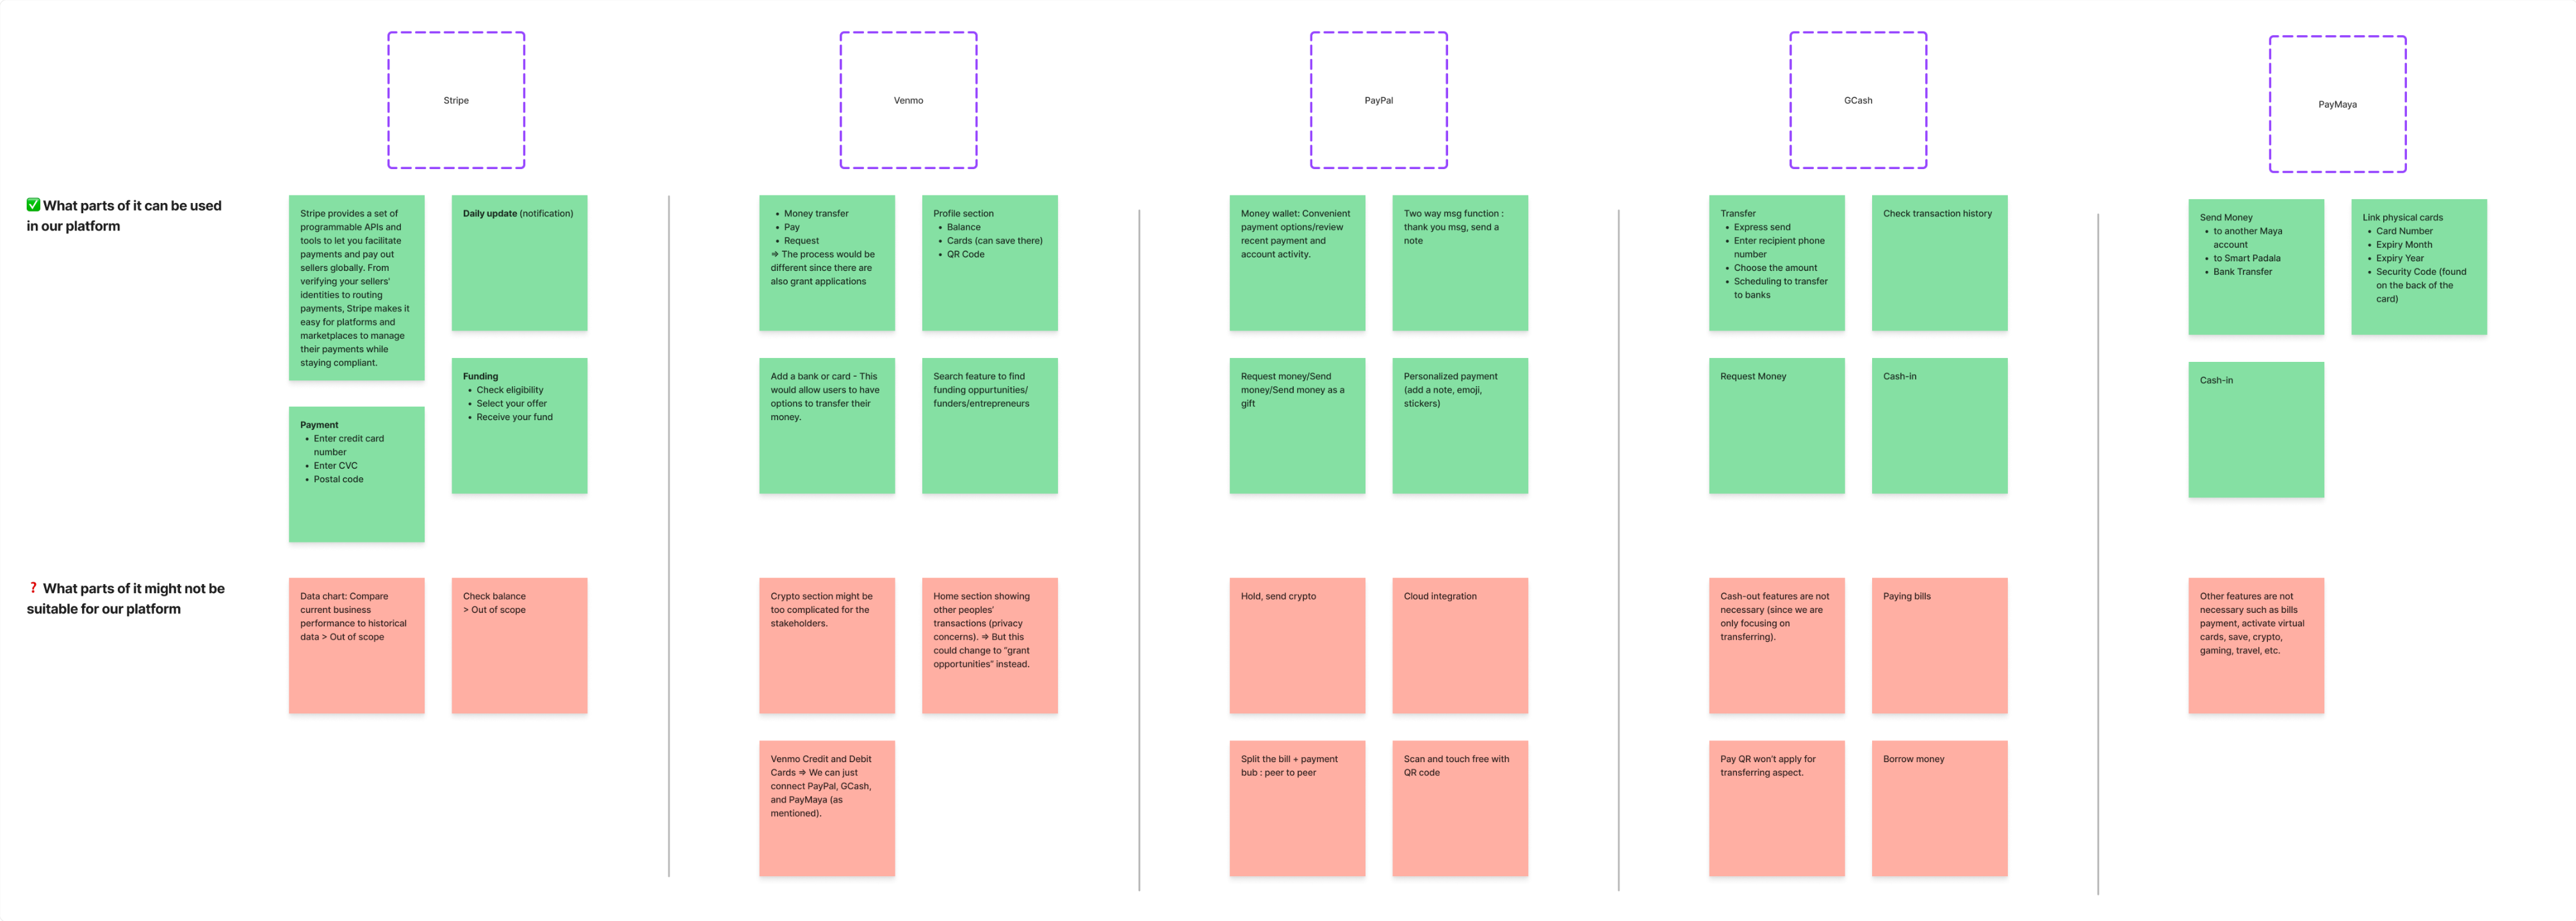 Stripe
Venmo
PayPal
GCash
PayMaya
✅ What parts of it can be used
in our platform
Stripe provides a set of
programmable APIs and
tools to let you facilitate
payments and pay out
sellers globally. From
verifying your sellers'
identities to routing
payments, Stripe makes it
easy for platforms and
marketplaces to manage
their payments while
staying compliant.
Daily update (notification)
Payment
• Enter credit card
number
• Enter CVC
• Postal code
Funding
• Check eligibility
• Select your offer
• Receive your fund
• Money transfer
• Pay
• Request
⇒ The process would be
different since there are
also grant applications
Profile section
• Balance
• Cards (can save there)
• QR Code
Add a bank or card - This
would allow users to have
options to transfer their
money.
Search feature to find
funding oppurtunities/
funders/entrepreneurs
Money wallet: Convenient
payment options/review
recent payment and
account activity.
Two way msg function :
thank you msg, send a
note
Request money/Send
money/Send money as a
gift
Personalized payment
(add a note, emoji,
stickers)
Transfer
• Express send
• Enter recipient phone
number
• Choose the amount
• Scheduling to transfer
to banks
Check transaction history
Request Money
Cash-in
Send Money
• to another Maya
account
• to Smart Padala
• Bank Transfer
Link physical cards
• Card Number
• Expiry Month
• Expiry Year
• Security Code (found
on the back of the
card)
Cash-in
❓ What parts of it might not be
suitable for our platform
Data chart: Compare
current business
performance to historical
data > Out of scope
Check balance
> Out of scope
Crypto section might be
too complicated for the
stakeholders.
Home section showing
other peoples'
transactions (privacy
concerns). ⇒ But this
could change to "grant
opportunities" instead.
Venmo Credit and Debit
Cards ⇒ We can just
connect PayPal, GCash,
and PayMaya (as
mentioned).
Hold, send crypto
Cloud integration
Split the bill + payment
bub : peer to peer
Scan and touch free with
QR code
Cash-out features are not
necessary (since we are
only focusing on
transferring).
Paying bills
Pay QR won't apply for
transferring aspect.
Borrow money
Other features are not
necessary such as bills
payment, activate virtual
cards, save, crypto,
gaming, travel, etc.